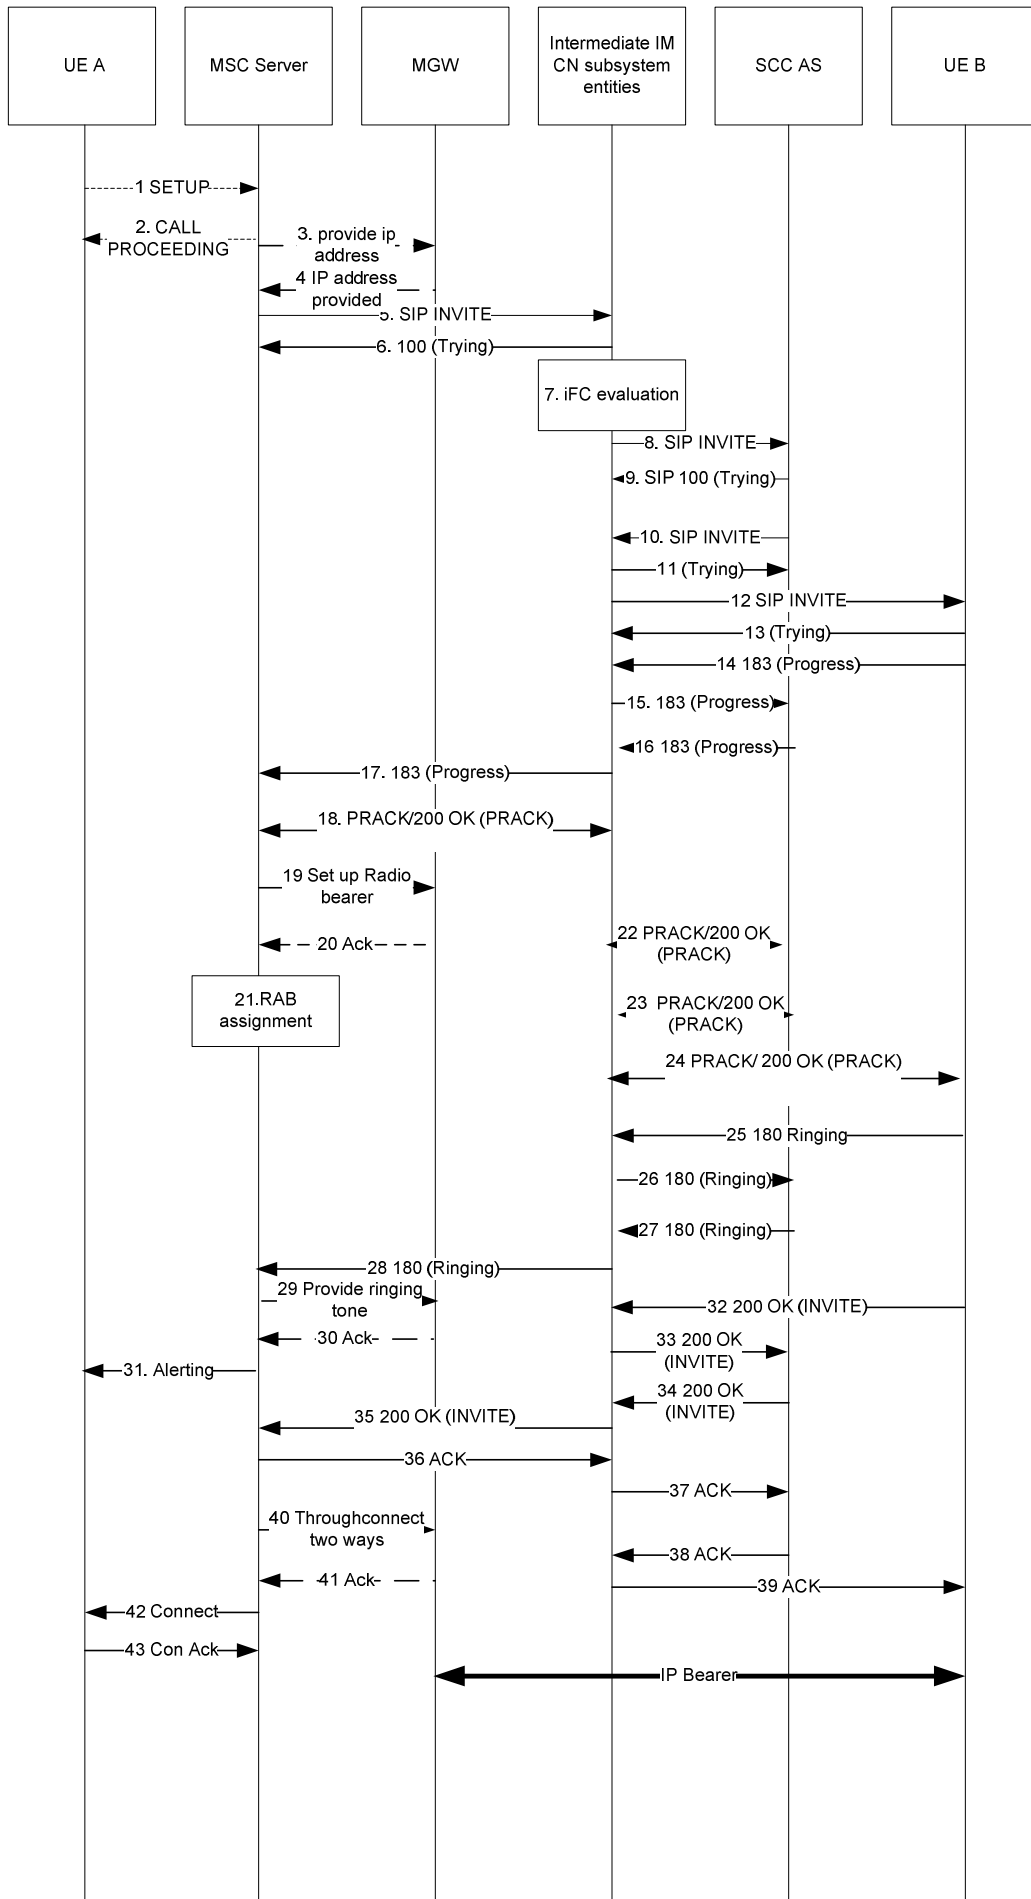 UE A
MSC Server
MGW
Intermediate IM
CN subsystem
entities
SCC AS
UE B
1 SETUP
2. CALL
PROCEEDING
3. provide ip
address
4 IP address
provided
5. SIP INVITE
6. 100 (Trying)
7. iFC evaluation
8. SIP INVITE
9. SIP 100 (Trying)
10. SIP INVITE
11 (Trying)
12 SIP INVITE
13 (Trying)
14 183 (Progress)
15. 183 (Progress)
16 183 (Progress)
17. 183 (Progress)
18. PRACK/200 OK (PRACK)
19 Set up Radio
bearer
20 Ack
22 PRACK/200 OK
(PRACK)
21.RAB
assignment
23 PRACK/200 OK
(PRACK)
24 PRACK/ 200 OK (PRACK)
25 180 Ringing
26 180 (Ringing)
27 180 (Ringing)
28 180 (Ringing)
29 Provide ringing
tone
32 200 OK (INVITE)
30 Ack
33 200 OK
(INVITE)
31. Alerting
34 200 OK
(INVITE)
35 200 OK (INVITE)
36 ACK
37 ACK
40 Throughconnect
two ways
38 ACK
41 Ack
39 ACK
42 Connect
43 Con Ack
IP Bearer